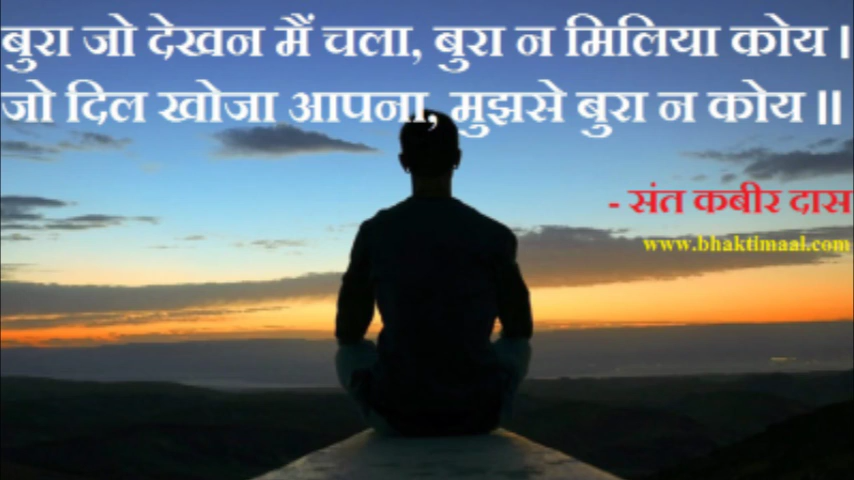 बुरा जो देखन मैं चला, बुरा न मिलिया कोय |
जो दिल खोजा आपना, मुझसे बुरा न कोय ||
- संत कबीर दास
www.bhaktimaal.com